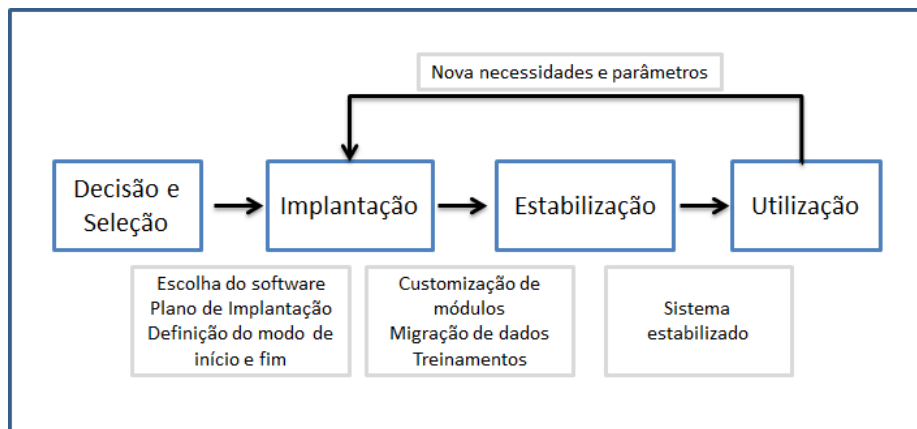 Nova necessidades e parâmetros
Decisão e
Seleção
Implantação
Estabilização
Utilização
Escolha do software
Plano de Implantação
Definição do modo de
início e fim
Customização de
módulos
Migração de dados
Treinamentos
Sistema
estabilizado